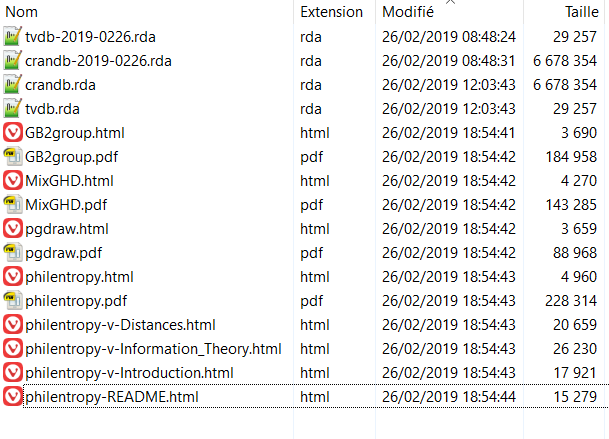 Nom Extension Modifié Taille
tvdb-2019-0226.rda rda 26/02/2019 08:48:24 29 257
crandb-2019-0226.rda rda 26/02/2019 08:48:31 6 678 354
crandb.rda rda 26/02/2019 12:03:43 6 678 354
tvdb.rda rda 26/02/2019 12:03:43 29 257
GB2group.html html 26/02/2019 18:54:41 3 690
GB2group.pdf pdf 26/02/2019 18:54:42 184 958
MixGHD.html html 26/02/2019 18:54:42 4 270
MixGHD.pdf pdf 26/02/2019 18:54:42 143 285
pgdraw.html html 26/02/2019 18:54:42 3 659
pgdraw.pdf pdf 26/02/2019 18:54:42 88 968
philentropy.html html 26/02/2019 18:54:43 4 960
philentropy.pdf pdf 26/02/2019 18:54:43 228 314
philentropy-v-Distances.html html 26/02/2019 18:54:43 20 659
philentropy-v-Information_Theory.html html 26/02/2019 18:54:43 26 230
philentropy-v-Introduction.html html 26/02/2019 18:54:43 17 921
philentropy-README.html html 26/02/2019 18:54:44 15 279